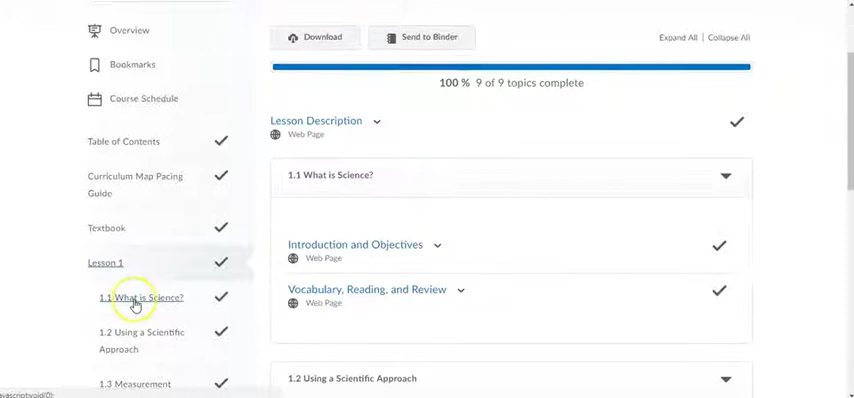 Overview
Bookmarks
Course Schedule
Table of Contents
Curriculum Map Pacing
Guide
Textbook
Lesson 1
1.1 What is Science?
1.2 Using a Scientific
Approach
1.3 Measurement
avascript:void(0);
Download
Send to Binder
Expand All | Collapse All
100 % 9 of 9 topics complete
Lesson Description
Web Page
1.1 What is Science?
Introduction and Objectives
Web Page
Vocabulary, Reading, and Review
Web Page
1.2 Using a Scientific Approach